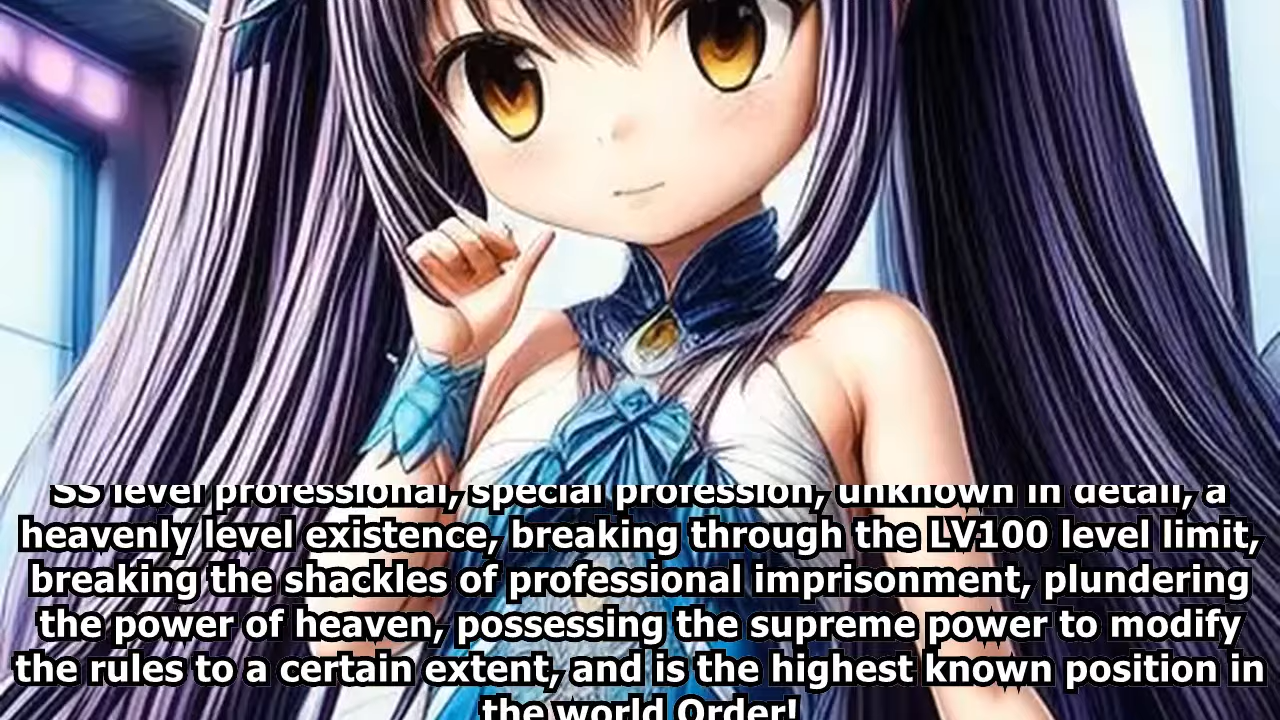 SS level professional, special profession, unknown in detail, a
heavenly level existence, breaking through the LV100 level limit,
breaking the shackles of professional imprisonment, plundering
the power of heaven, possessing the supreme power to modify
the rules to a certain extent, and is the highest known position in
the world Order!